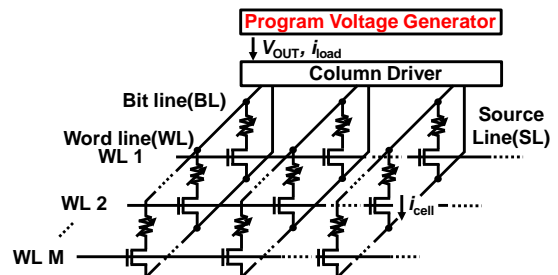 Program Voltage Generator
VOUT, iload
Column Driver
Bit line(BL)
Source
Line(SL)
Word line(WL)
WL 1
WL 2
icell
WL M